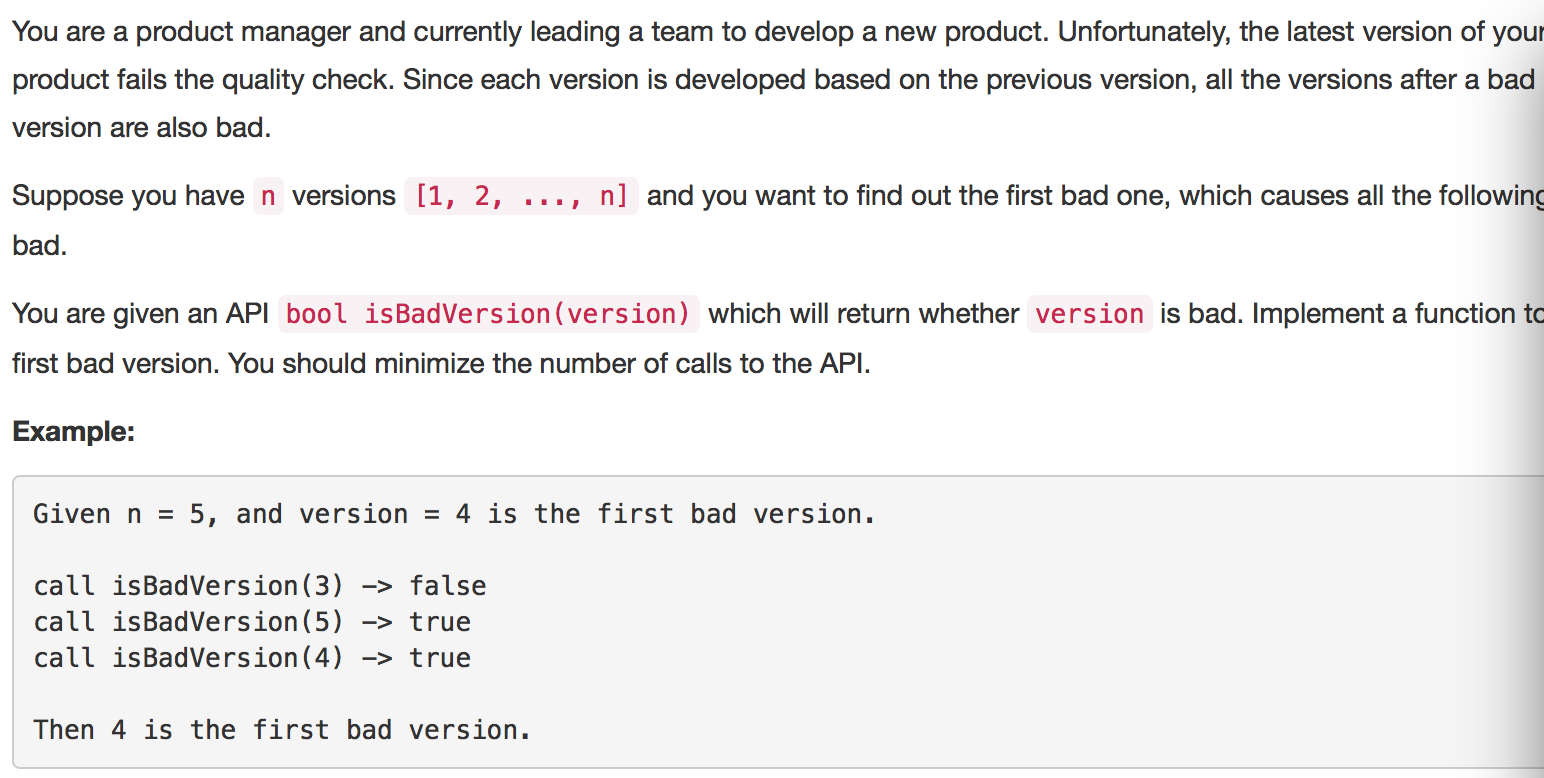 You are a product manager and currently leading a team to develop a new product. Unfortunately, the latest version of your
product fails the quality check. Since each version is developed based on the previous version, all the versions after a bad
version are also bad.
Suppose you have n versions [1, 2, ..., n] and you want to find out the first bad one, which causes all the following
bad.
You are given an API bool isBadVersion(version) which will return whether version is bad. Implement a function to
first bad version. You should minimize the number of calls to the API.
Example:
Given n = 5, and version = 4 is the first bad version.
call isBadVersion(3) -> false
call isBadVersion(5) -> true
call isBadVersion(4) -> true
Then 4 is the first bad version.